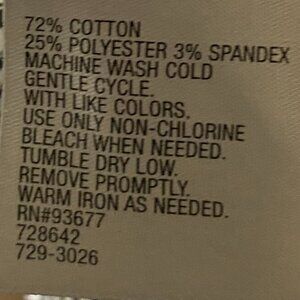 72% COTTON
25% POLYESTER 3% SPANDEX
MACHINE WASH COLD
GENTLE CYCLE.
WITH LIKE COLORS.
USE ONLY NON-CHLORINE
BLEACH WHEN NEEDED.
TUMBLE DRY LOW.
REMOVE PROMPTLY.
WARM IRON AS NEEDED.
RN#93677
728642
729-3026